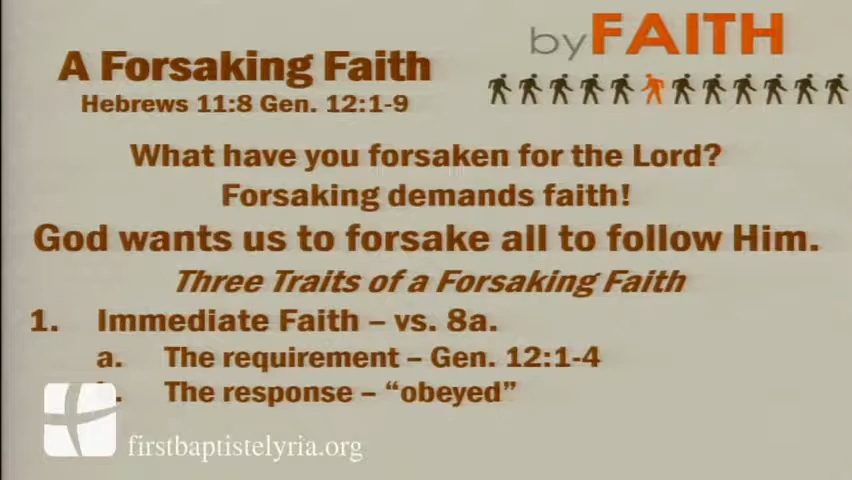 by FAITH
A Forsaking Faith
Hebrews 11:8 Gen. 12:1-9
What have you forsaken for the Lord?
Forsaking demands faith!
God wants us to forsake all to follow Him.
Three Traits of a Forsaking Faith
1. Immediate Faith – vs. 8a.
a. The requirement – Gen. 12:1-4
The response – “obeyed”
firstbaptistelyria.org